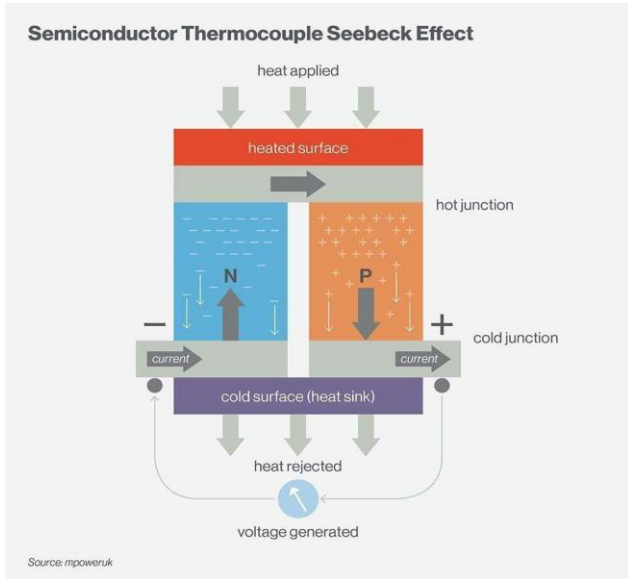 Semiconductor Thermocouple Seebeck Effect
heat applied
heated surface
hot junction
N
P
−
+
cold junction
current
current
cold surface (heat sink)
heat rejected
voltage generated
Source: mpoweruk